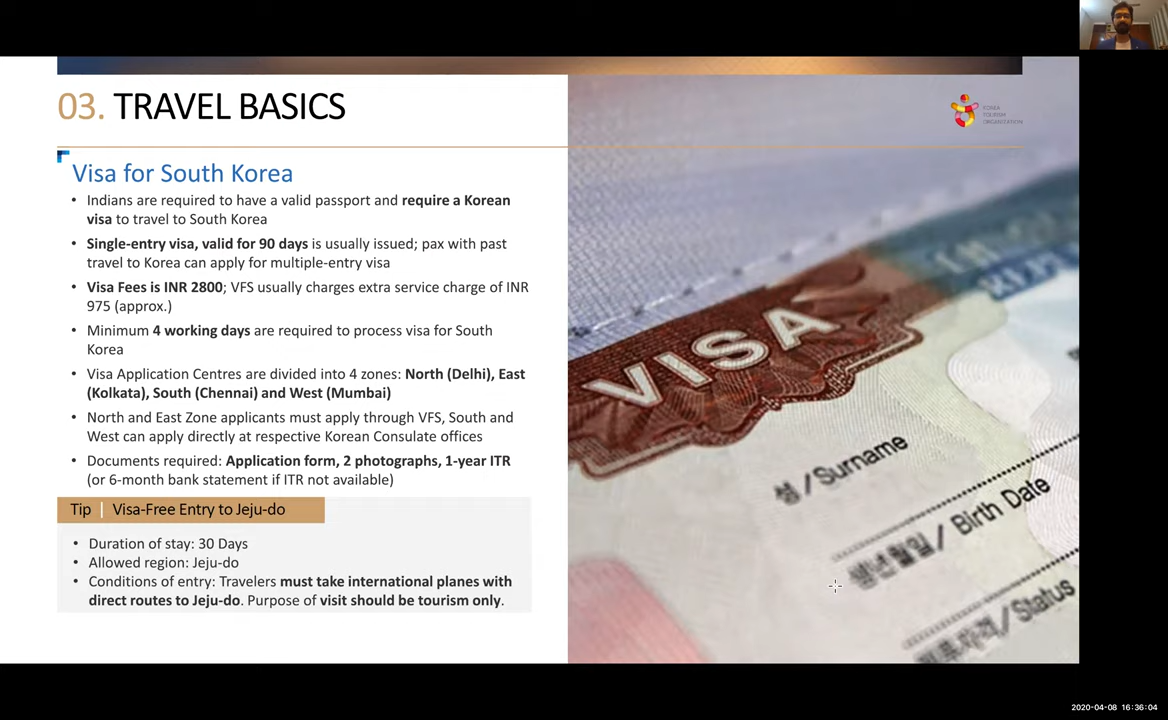 03. TRAVEL BASICS
KOREA
TOURISM
ORGANIZATION
Visa for South Korea
• Indians are required to have a valid passport and require a Korean
visa to travel to South Korea
• Single-entry visa, valid for 90 days is usually issued; pax with past
travel to Korea can apply for multiple-entry visa
• Visa Fees is INR 2800; VFS usually charges extra service charge of INR
975 (approx.)
• Minimum 4 working days are required to process visa for South
Korea
• Visa Application Centres are divided into 4 zones: North (Delhi), East
(Kolkata), South (Chennai) and West (Mumbai)
• North and East Zone applicants must apply through VFS, South and
West can apply directly at respective Korean Consulate offices
• Documents required: Application form, 2 photographs, 1-year ITR
(or 6-month bank statement if ITR not available)
Tip | Visa-Free Entry to Jeju-do
• Duration of stay: 30 Days
• Allowed region: Jeju-do
• Conditions of entry: Travelers must take international planes with
direct routes to Jeju-do. Purpose of visit should be tourism only.
VISA
성/Surname
생년월일/ Birth Date
/Status
2020-04-08 16:36:04